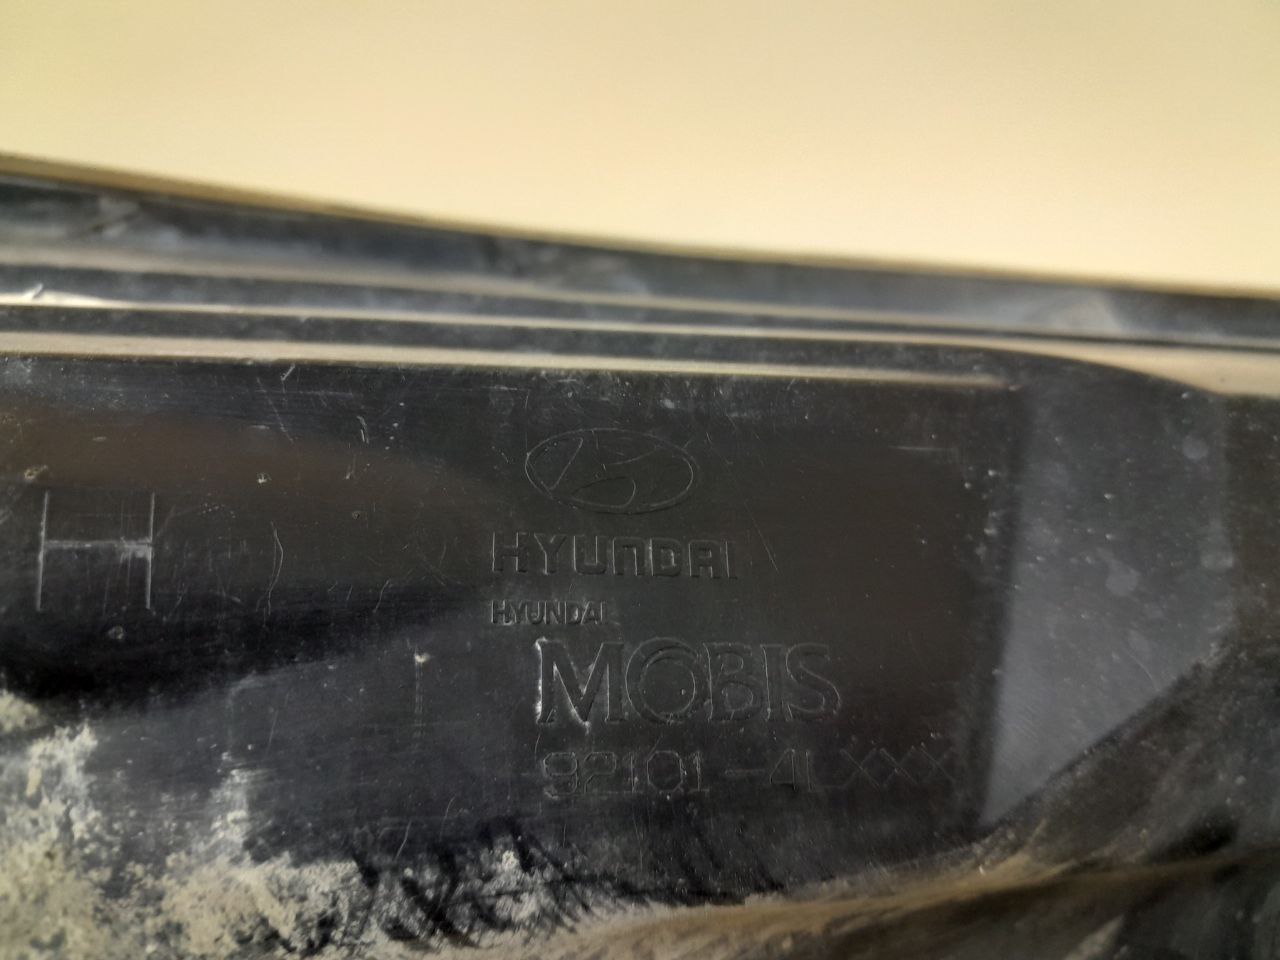 H
HYUNDAI
HYUNDAI
MOBIS
92101-4LXXX